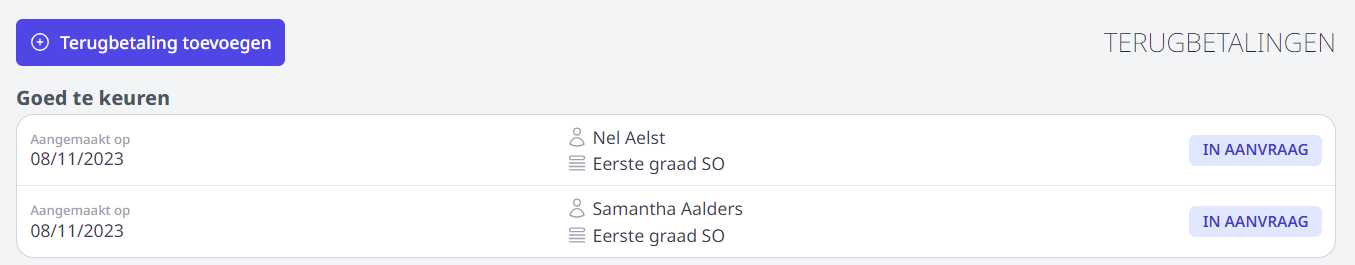 Terugbetaling toevoegen
TERUGBETALINGEN
Goed te keuren
Aangemaakt op
08/11/2023
Nel Aelst
Eerste graad SO
IN AANVRAAG
Aangemaakt op
08/11/2023
Samantha Aalders
Eerste graad SO
IN AANVRAAG